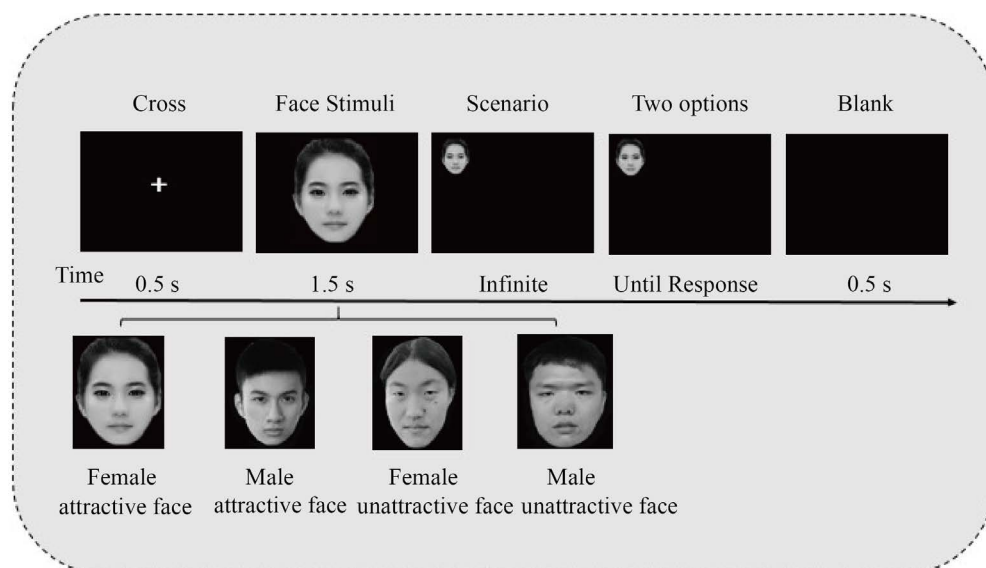 Cross Face Stimuli Scenario Two options Blank
Time 0.5 s 1.5 s Infinite Until Response 0.5 s
Female Male Female Male
attractive face attractive face unattractive face unattractive face